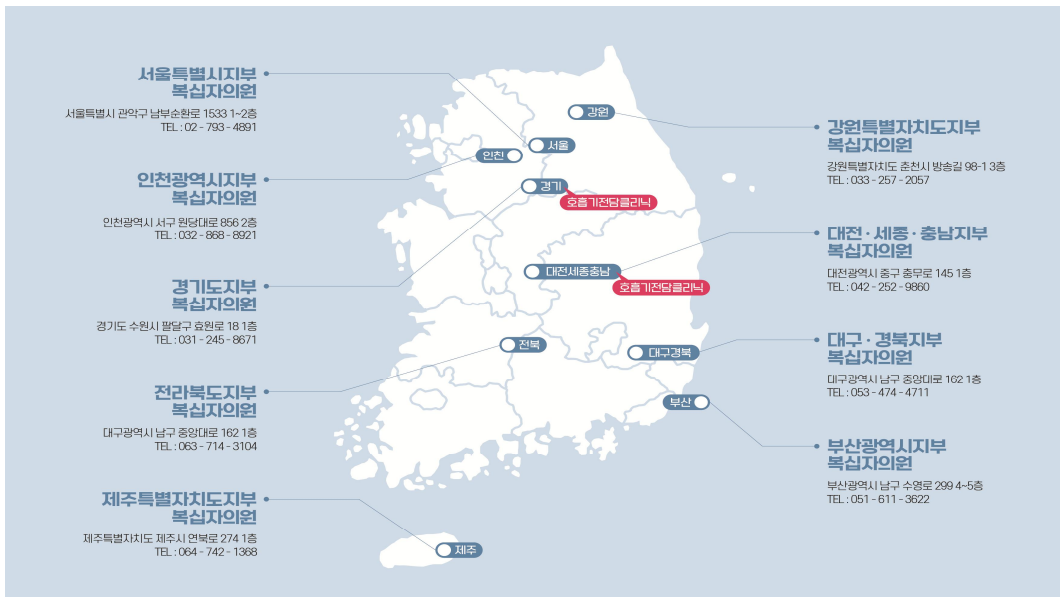 서울특별시지부
복십자의원
서울특별시 관악구 남부순환로 1533 1~2층
TEL : 02 - 793 - 4891
인천광역시지부
복십자의원
인천광역시 서구 원당대로 856 2층
TEL : 032 - 868 - 8921
경기도지부
복십자의원
경기도 수원시 팔달구 효원로 18 1층
TEL : 031 - 245 - 8671
전라북도지부
복십자의원
대구광역시 남구 중앙대로 162 1층
TEL : 063 - 714 - 3104
제주특별자치도지부
복십자의원
제주특별자치도 제주시 연북로 274 1층
TEL : 064 - 742 - 1368
강원
서울
인천
경기
호흡기전담클리닉
대전세종충남
호흡기전담클리닉
전북
대구경북
부산
제주
강원특별자치도지부
복십자의원
강원특별자치도 춘천시 방송길 98-1 3층
TEL : 033 - 257 - 2057
대전 · 세종 · 충남지부
복십자의원
대전광역시 중구 충무로 145 1층
TEL : 042 - 252 - 9860
대구 · 경북지부
복십자의원
대구광역시 남구 중앙대로 162 1층
TEL : 053 - 474 - 4711
부산광역시지부
복십자의원
부산광역시 남구 수영로 299 4~5층
TEL : 051 - 611 - 3622